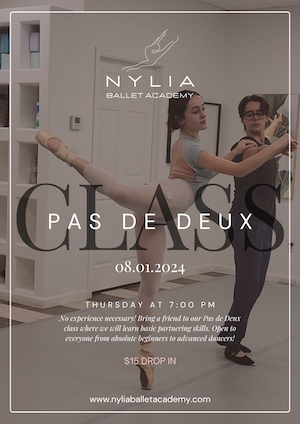 NYLIA
BALLET ACADEMY
CLASS
PAS DE DEUX
08.01.2024
THURSDAY AT 7:00 PM
No experience necessary! Bring a friend to our Pas de Deux
class where we will learn basic partnering skills. Open to
everyone from absolute beginners to advanced dancers!
$15 DROP IN
www.nyliaballetacademy.com